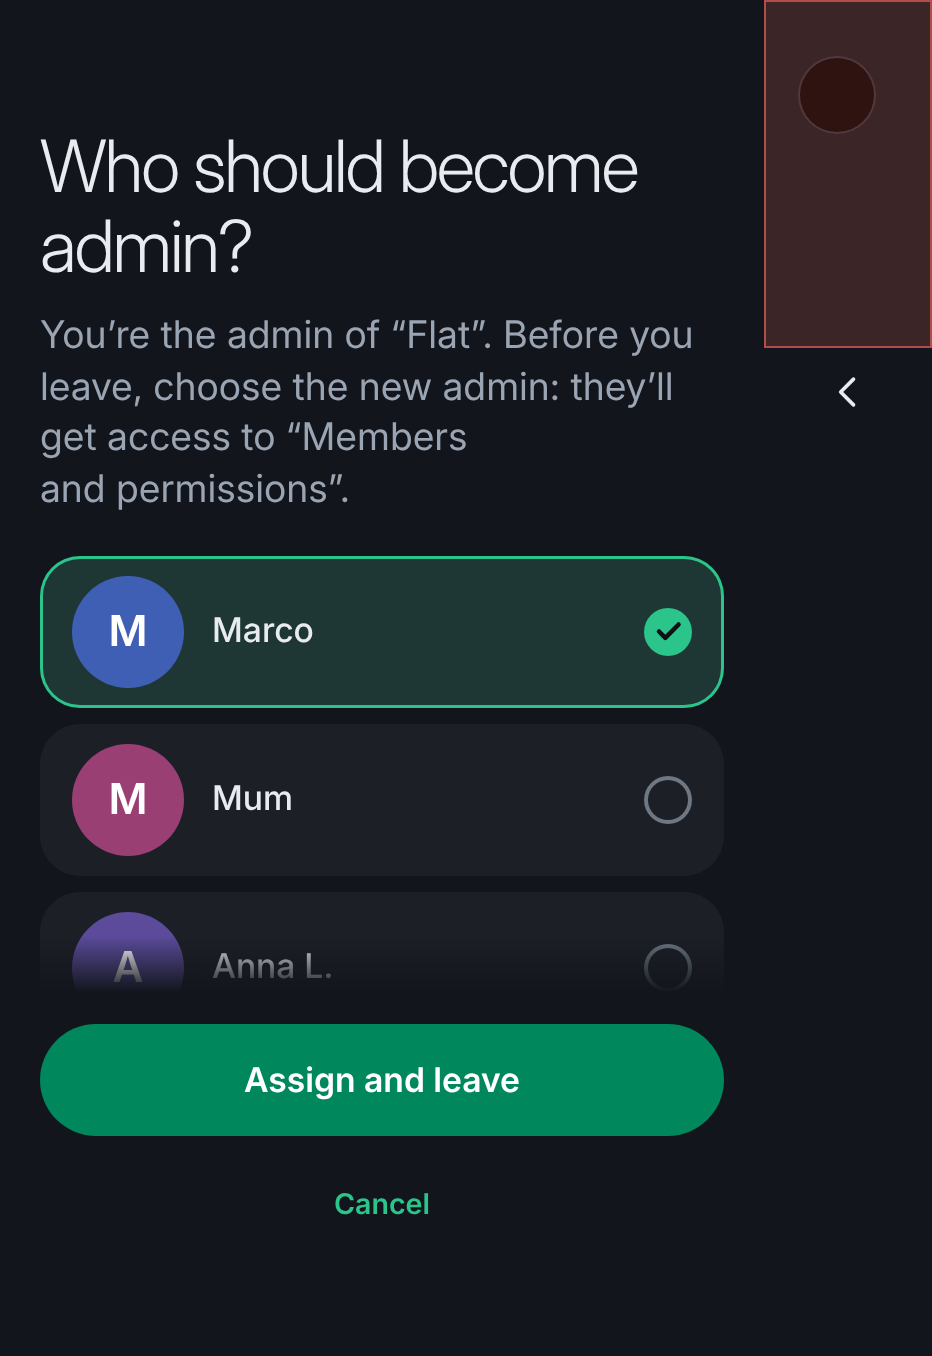 Who should become
admin?
You’re the admin of “Flat”. Before you
leave, choose the new admin: they’ll
get access to “Members
and permissions”.
M Marco
M Mum
A Anna L.
Assign and leave
Cancel